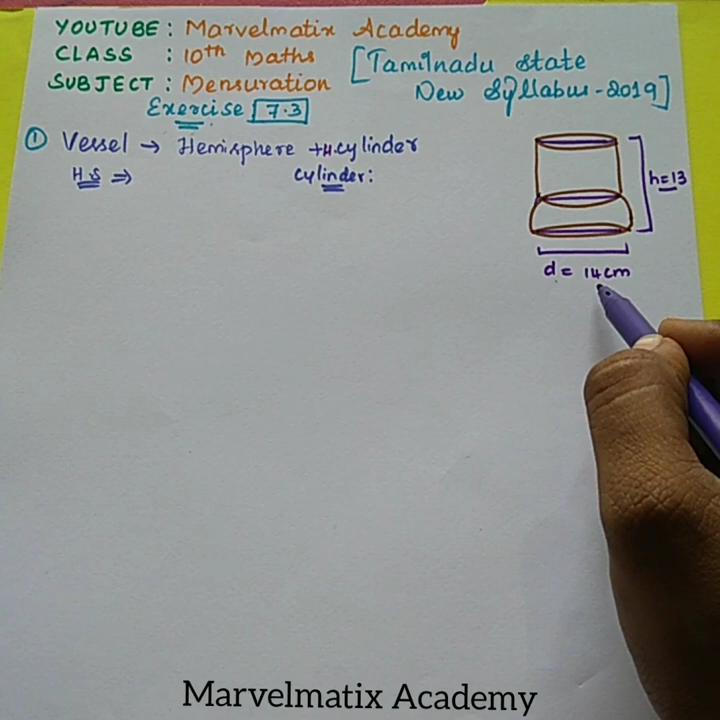 YOUTUBE : Marvelmatix Academy
CLASS : 10th Maths
SUBJECT : Mensuration
[Tamilnadu State
New Syllabus - 2019]
Exercise 7.3
① Vessel → Hemisphere + H.cylinder
H S ⇒
cylinder:
h=13
d = 14cm
Marvelmatix Academy